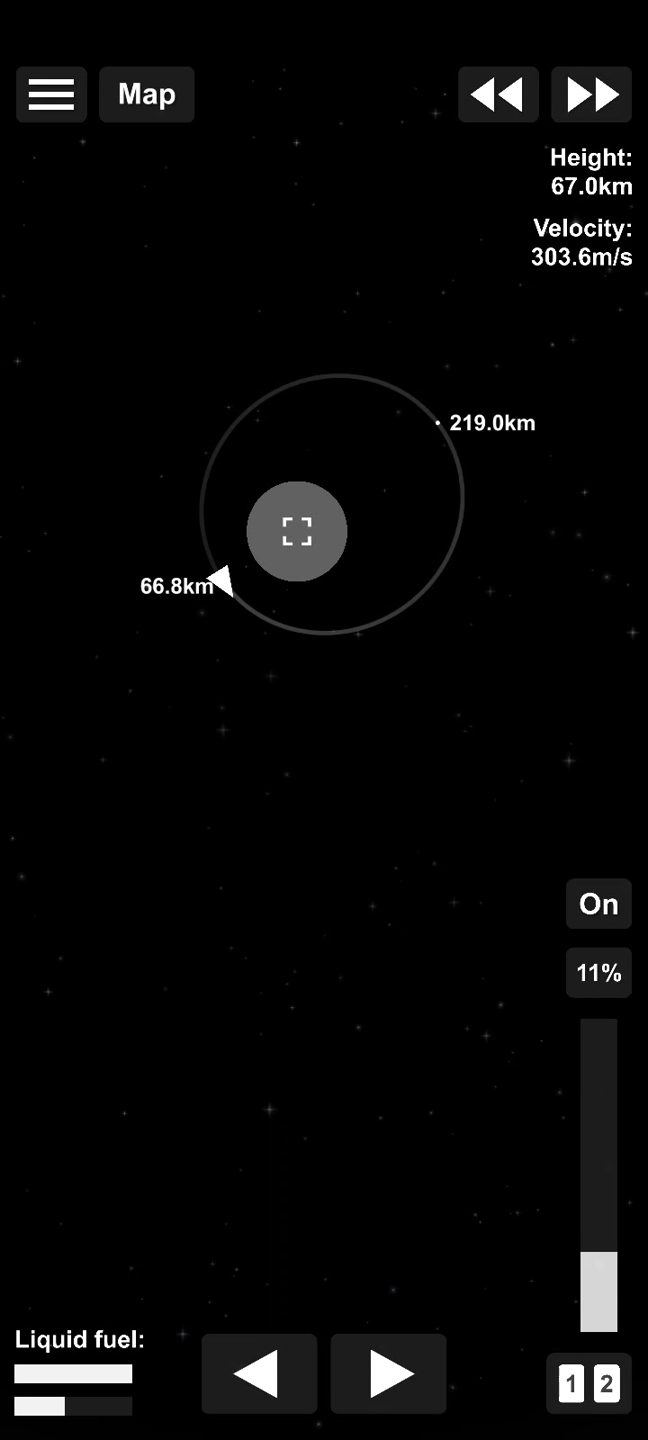 Map
Height:
67.0km
Velocity:
303.6m/s
219.0km
66.8km
On
11%
Liquid fuel:
1 2